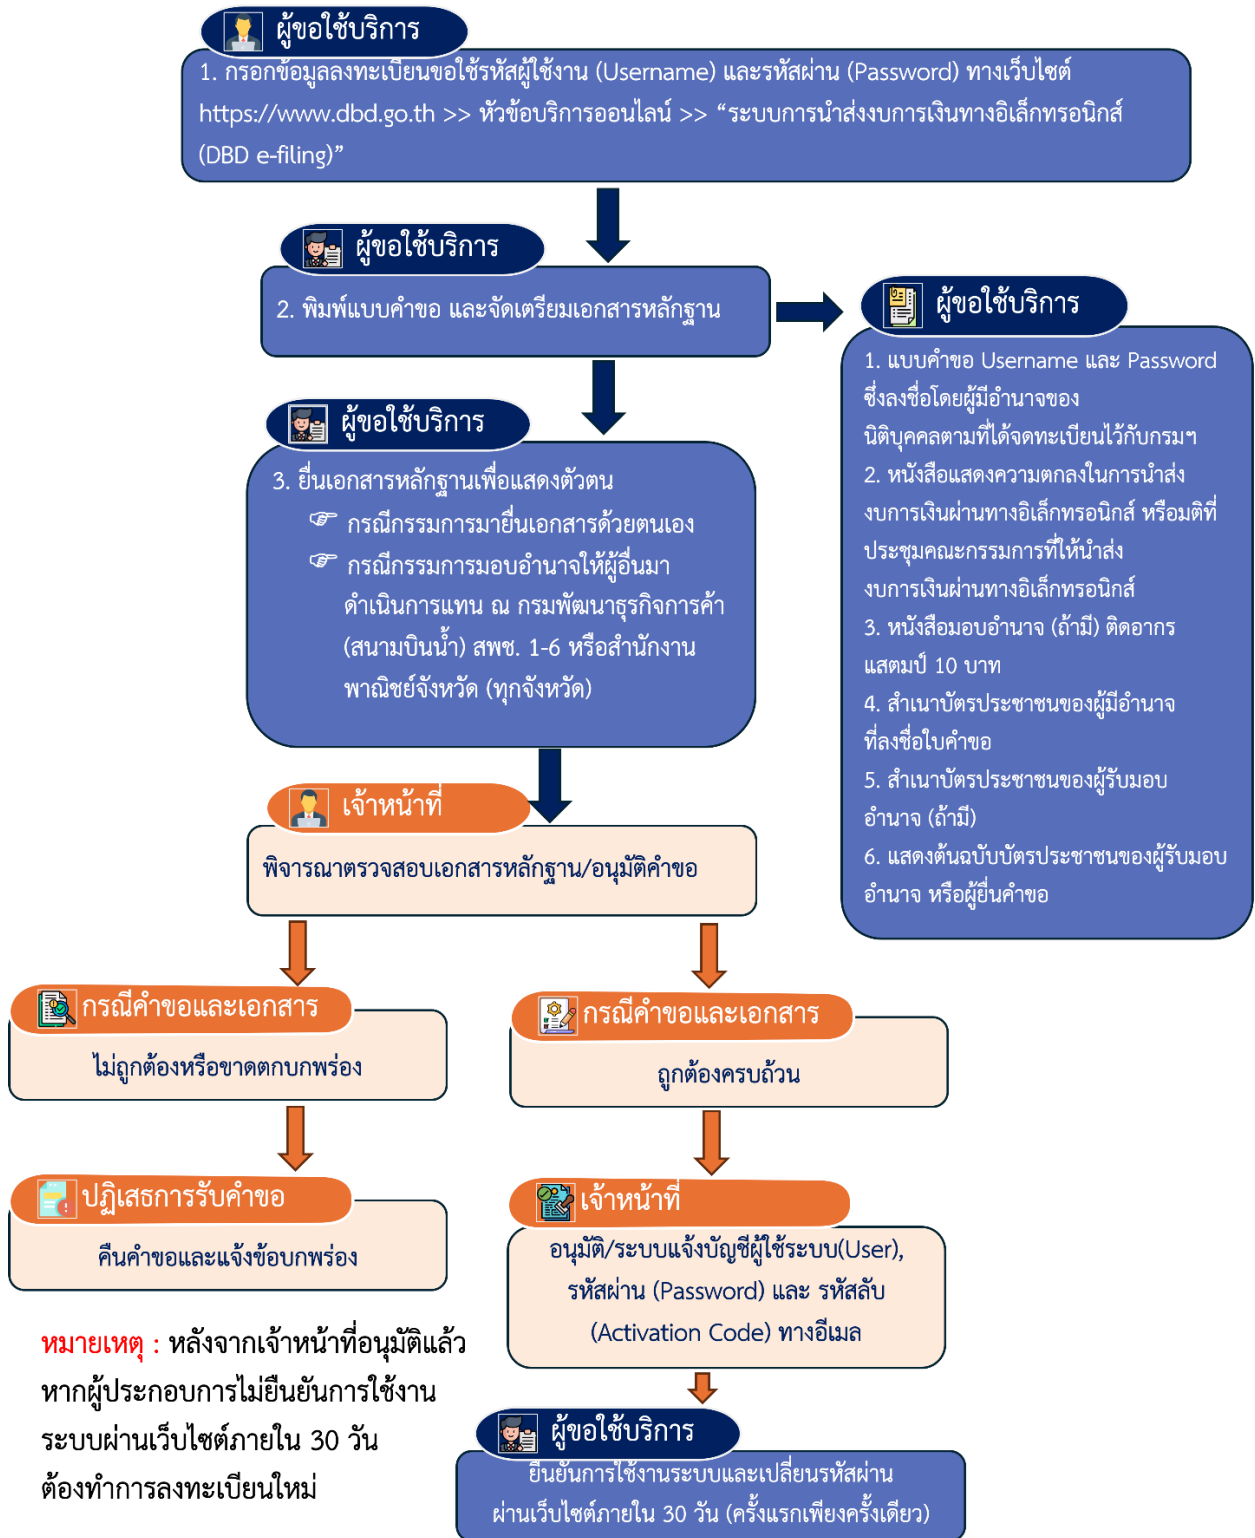 ผู้ขอใช้บริการ
1. กรอกข้อมูลลงทะเบียนขอใช้รหัสผู้ใช้งาน (Username) และรหัสผ่าน (Password) ทางเว็บไซต์
https://www.dbd.go.th >> หัวข้อบริการออนไลน์ >> “ระบบการนำส่งงบการเงินทางอิเล็กทรอนิกส์
(DBD e-filing)”
ผู้ขอใช้บริการ
2. พิมพ์แบบคำขอ และจัดเตรียมเอกสารหลักฐาน
ผู้ขอใช้บริการ
1. แบบคำขอ Username และ Password
ซึ่งลงชื่อโดยผู้มีอำนาจของ
นิติบุคคลตามที่ได้จดทะเบียนไว้กับกรมฯ
2. หนังสือแสดงความตกลงในการนำส่ง
งบการเงินผ่านทางอิเล็กทรอนิกส์ หรือมติที่
ประชุมคณะกรรมการที่ให้นำส่ง
งบการเงินผ่านทางอิเล็กทรอนิกส์
3. หนังสือมอบอำนาจ (ถ้ามี) ติดอากร
แสตมป์ 10 บาท
4. สำเนาบัตรประชาชนของผู้มีอำนาจ
ที่ลงชื่อใบคำขอ
5. สำเนาบัตรประชาชนของผู้รับมอบ
อำนาจ (ถ้ามี)
6. แสดงต้นฉบับบัตรประชาชนของผู้รับมอบ
อำนาจ หรือผู้ยื่นคำขอ
ผู้ขอใช้บริการ
3. ยื่นเอกสารหลักฐานเพื่อแสดงตัวตน
☞ กรณีกรรมการมายื่นเอกสารด้วยตนเอง
☞ กรณีกรรมการมอบอำนาจให้ผู้อื่นมา
ดำเนินการแทน ณ กรมพัฒนาธุรกิจการค้า
(สนามบินน้ำ) สพช. 1-6 หรือสำนักงาน
พาณิชย์จังหวัด (ทุกจังหวัด)
เจ้าหน้าที่
พิจารณาตรวจสอบเอกสารหลักฐาน/อนุมัติคำขอ
กรณีคำขอและเอกสาร
ไม่ถูกต้องหรือขาดตกบกพร่อง
กรณีคำขอและเอกสาร
ถูกต้องครบถ้วน
ปฏิเสธการรับคำขอ
คืนคำขอและแจ้งข้อบกพร่อง
เจ้าหน้าที่
อนุมัติ/ระบบแจ้งบัญชีผู้ใช้ระบบ(User),
รหัสผ่าน (Password) และ รหัสลับ
(Activation Code) ทางอีเมล
หมายเหตุ : หลังจากเจ้าหน้าที่อนุมัติแล้ว
หากผู้ประกอบการไม่ยืนยันการใช้งาน
ระบบผ่านเว็บไซต์ภายใน 30 วัน
ต้องทำการลงทะเบียนใหม่
ผู้ขอใช้บริการ
ยืนยันการใช้งานระบบและเปลี่ยนรหัสผ่าน
ผ่านเว็บไซต์ภายใน 30 วัน (ครั้งแรกเพียงครั้งเดียว)